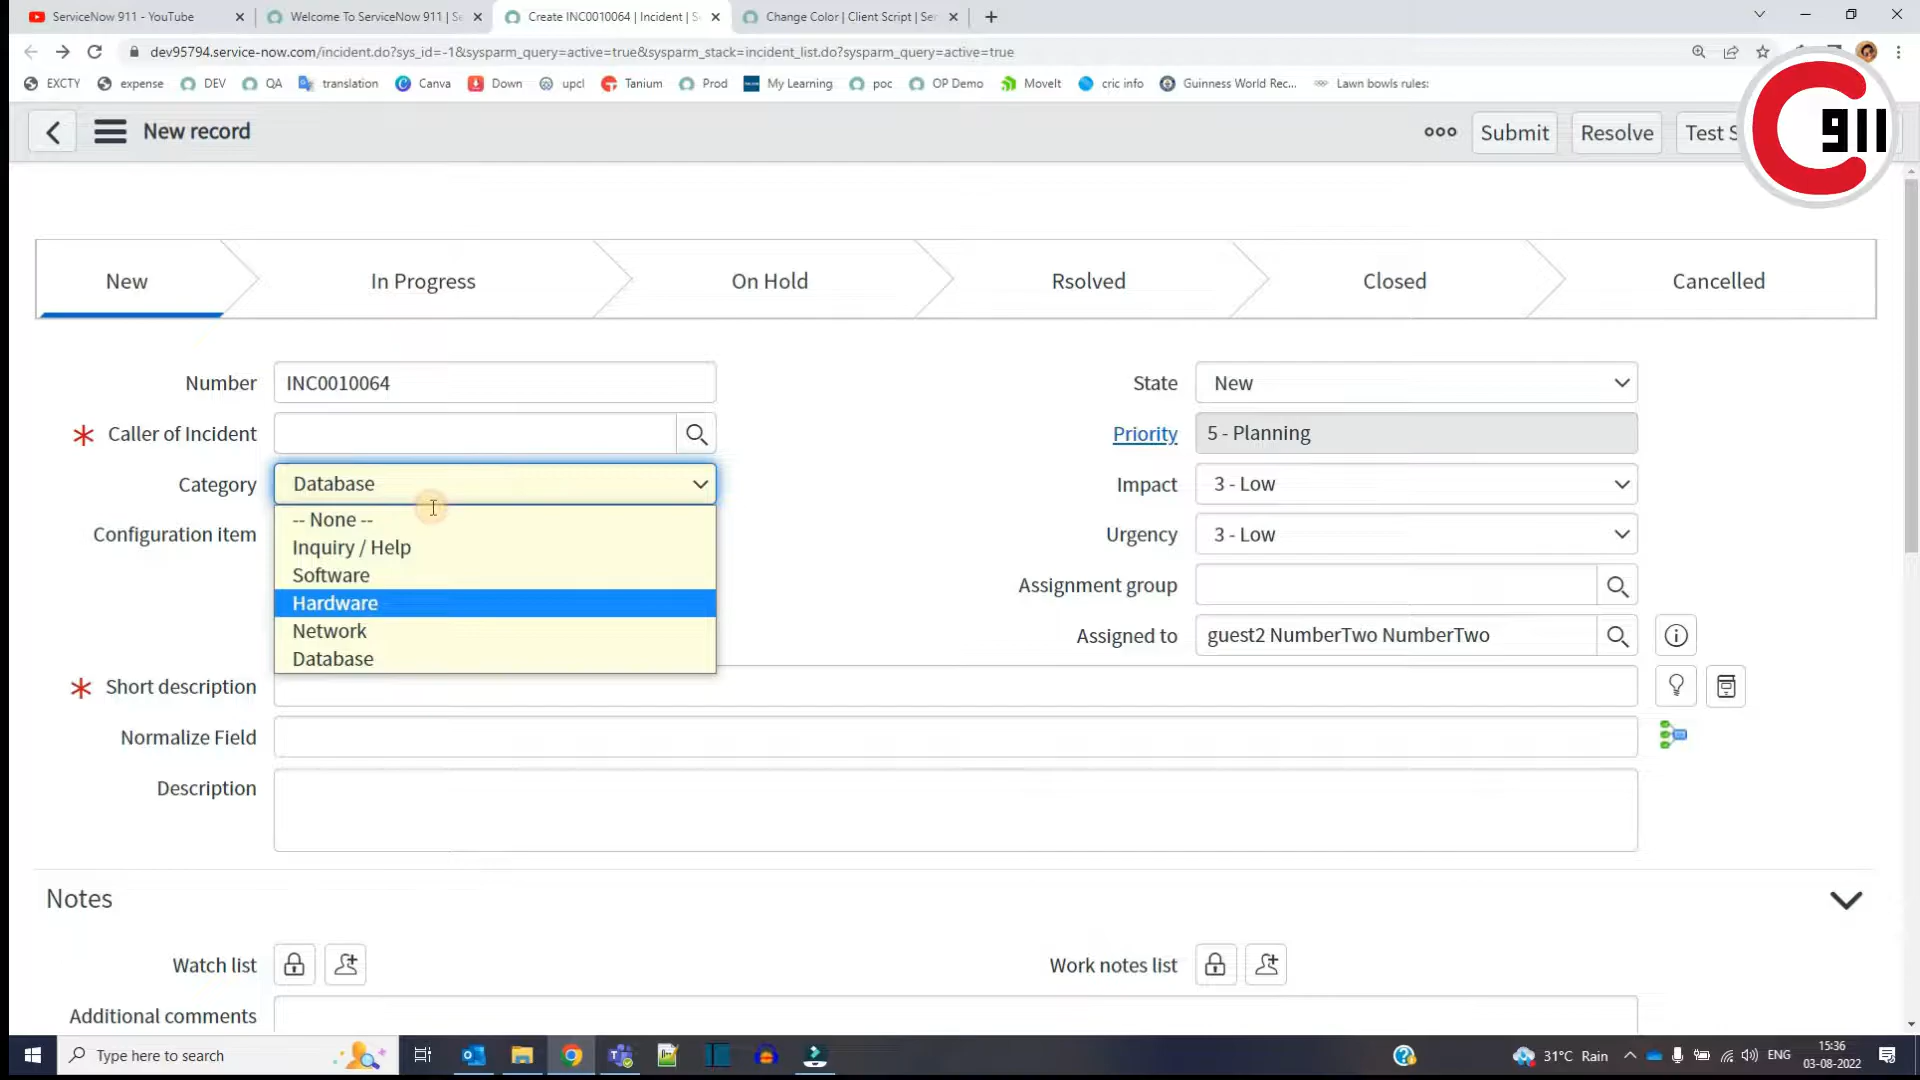 ServiceNow 911 - YouTube
Welcome To ServiceNow 911 | Se
Create INC0010064 | Incident | S
Change Color | Client Script | Ser
dev95794.service-now.com/incident.do?sys_id=-1&sysparm_query=active=true&sysparm_stack=incident_list.do?sysparm_query=active=true
EXCTY
expense
DEV
QA
translation
Canva
Down
upcl
Tanium
Prod
My Learning
poc
OP Demo
MoveIt
cric info
Guinness World Rec...
Lawn bowls rules:
New record
Submit
Resolve
Test S
911
New
In Progress
On Hold
Rsolved
Closed
Cancelled
Number
INC0010064
State
New
Caller of Incident
Priority
5 - Planning
Category
Database
Impact
3 - Low
-- None --
Inquiry / Help
Software
Hardware
Network
Database
Configuration item
Urgency
3 - Low
Assignment group
Assigned to
guest2 NumberTwo NumberTwo
Short description
Normalize Field
Description
Notes
Watch list
Work notes list
Additional comments
Type here to search
31°C Rain
ENG
15:36
03-08-2022